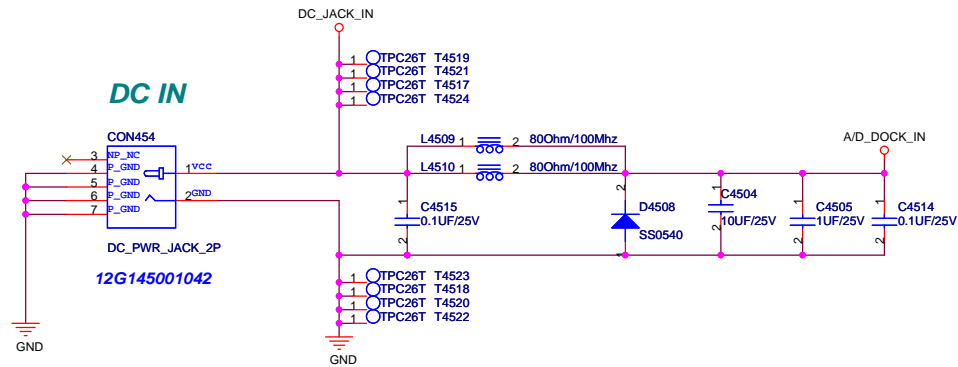 DC_JACK_IN
1 TPC26T T4519
1 TPC26T T4521
1 TPC26T T4517
1 TPC26T T4524
DC IN
CON454
3 NP_NC
4 P_GND
5 P_GND
6 P_GND
7 P_GND
1 VCC
2 GND
DC_PWR_JACK_2P
12G145001042
GND
L4509 1 2 80Ohm/100Mhz
L4510 1 2 80Ohm/100Mhz
A/D_DOCK_IN
1 C4515 0.1UF/25V 2
2 D4508 SS0540 1
1 C4504 10UF/25V 2
1 C4505 1UF/25V 2
1 C4514 0.1UF/25V 2
1 TPC26T T4523
1 TPC26T T4518
1 TPC26T T4520
1 TPC26T T4522
GND